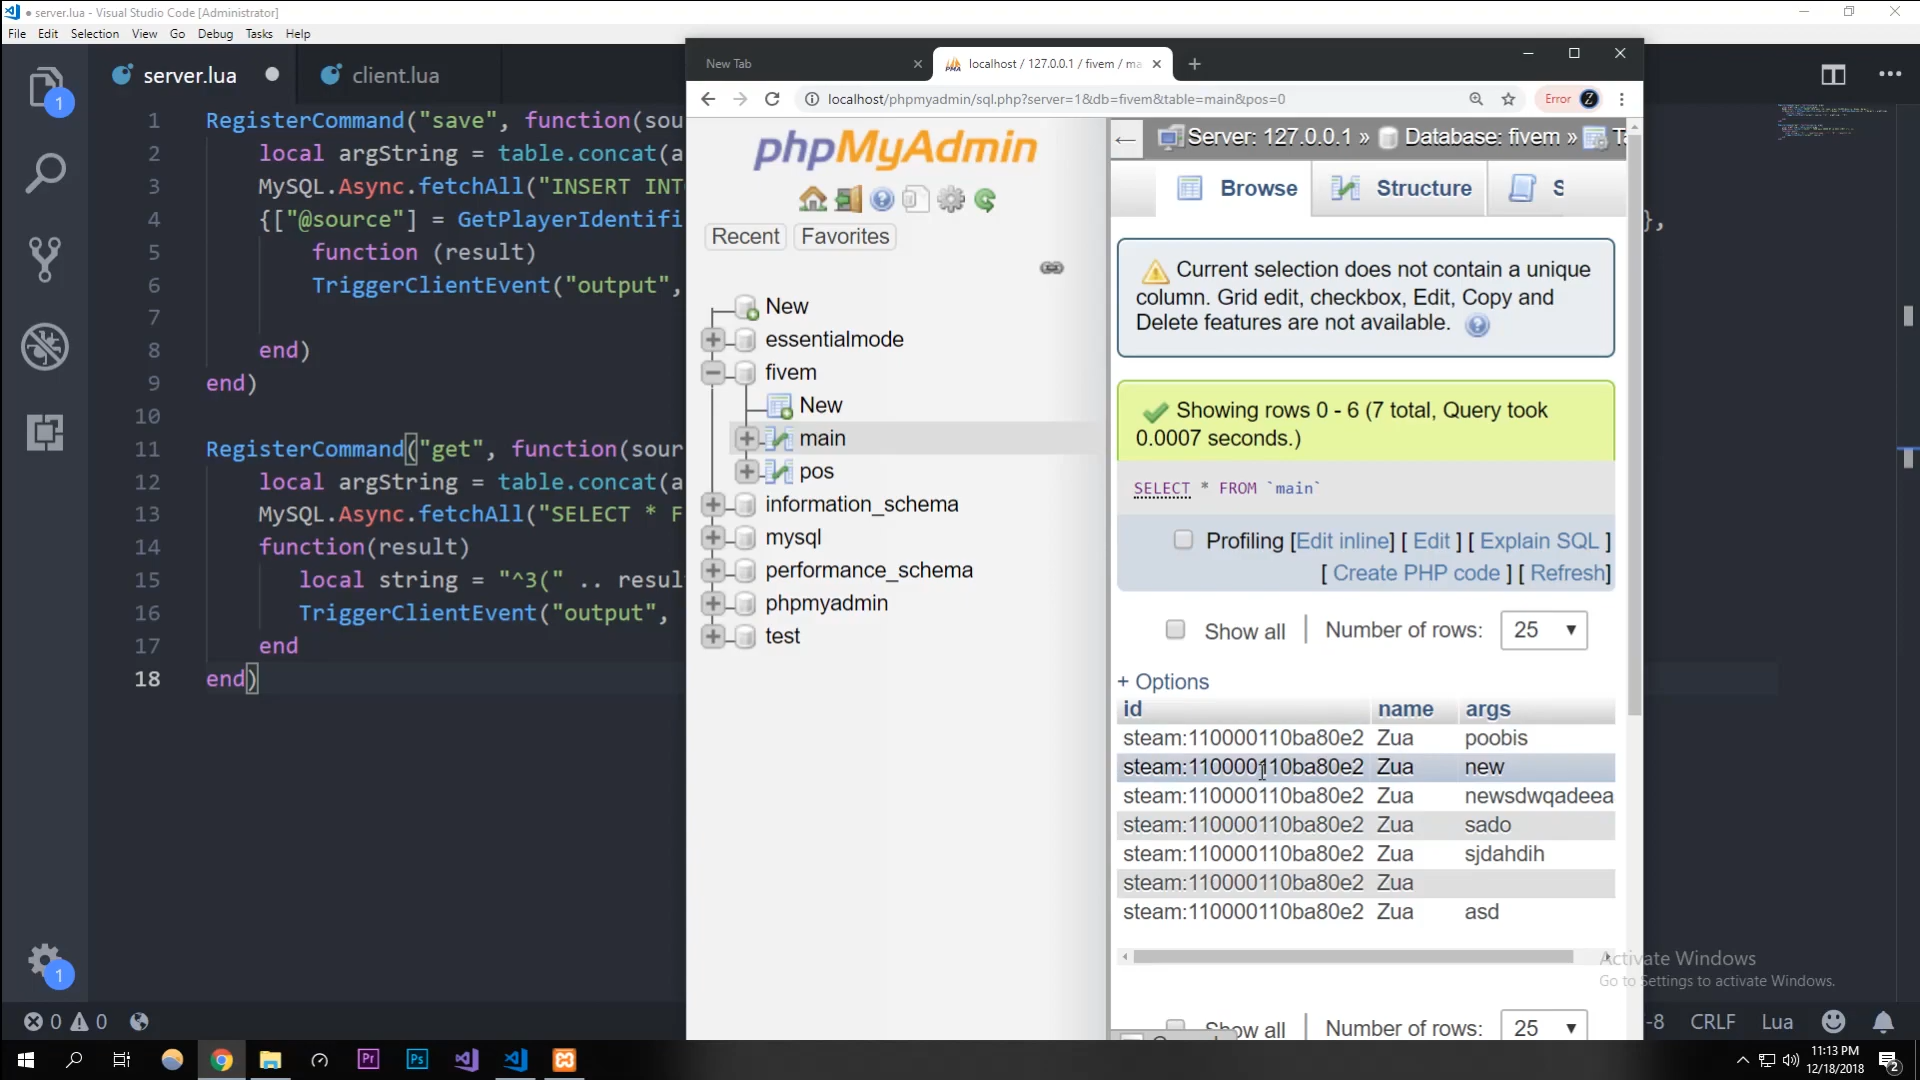 server.lua - Visual Studio Code [Administrator]
File Edit Selection View Go Debug Tasks Help
server.lua
client.lua
1
1 RegisterCommand("save", function(sou
2 local argString = table.concat(a
3 MySQL.Async.fetchAll("INSERT INT
4 {["@source"] = GetPlayerIdentifi
},
5 function (result)
6 TriggerClientEvent("output",
7
8 end)
9 end)
10
11 RegisterCommand("get", function(sour
12 local argString = table.concat(a
13 MySQL.Async.fetchAll("SELECT * F
14 function(result)
15 local string = "^3(" .. resul
16 TriggerClientEvent("output",
17 end
18 end)
1
0 0
-8 CRLF Lua
New Tab
localhost / 127.0.0.1 / fivem / ma
localhost/phpmyadmin/sql.php?server=1&db=fivem&table=main&pos=0
Error Z
phpMyAdmin
Recent Favorites
New
essentialmode
fivem
New
main
pos
information_schema
mysql
performance_schema
phpmyadmin
test
Server: 127.0.0.1 » Database: fivem »
Browse Structure S
Current selection does not contain a unique
column. Grid edit, checkbox, Edit, Copy and
Delete features are not available.
Showing rows 0 - 6 (7 total, Query took
0.0007 seconds.)
SELECT * FROM `main`
Profiling [Edit inline] [ Edit ] [ Explain SQL ]
[ Create PHP code ] [ Refresh]
Show all Number of rows: 25
+ Options
id name args
steam:110000110ba80e2 Zua poobis
steam:110000110ba80e2 Zua new
steam:110000110ba80e2 Zua newsdwqadeea
steam:110000110ba80e2 Zua sado
steam:110000110ba80e2 Zua sjdahdih
steam:110000110ba80e2 Zua
steam:110000110ba80e2 Zua asd
Show all Number of rows: 25
Activate Windows
Go to Settings to activate Windows.
Pr Ps
11:13 PM
12/18/2018
2